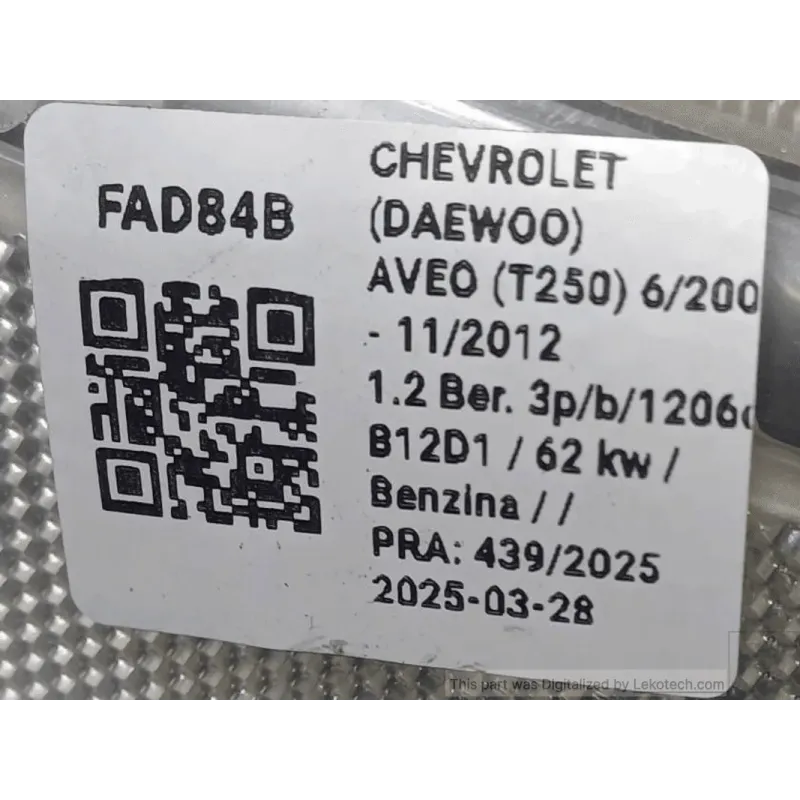 FAD84B
CHEVROLET
(DAEWOO)
AVEO (T250) 6/200
- 11/2012
1.2 Ber. 3p/b/1206c
B12D1 / 62 kw /
Benzina / /
PRA: 439/2025
2025-03-28
This part was Digitalized by Lekotech.com